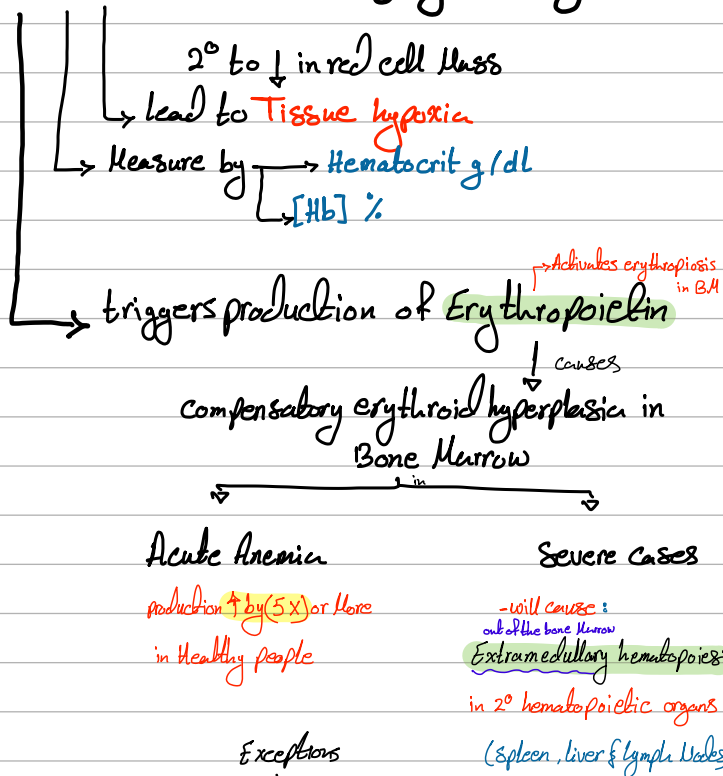 2° to ↓ in red cell Mass
→ lead to Tissue hypoxia
→ Measure by → Hematocrit g/dl
→ [Hb] %
→ Activates erythropiosis
in BM
→ triggers production of Erythropoietin
↓ causes
compensatory erythroid hyperplasia in
Bone Marrow
in
Acute Anemia
production ↑ by (5X) or More
in Healthy people
Severe cases
-will cause:
out of the bone Marrow
Extramedullary hematopoiesi
in 2° hematopoietic organs
(Spleen, liver & lymph Nodes
Exceptions